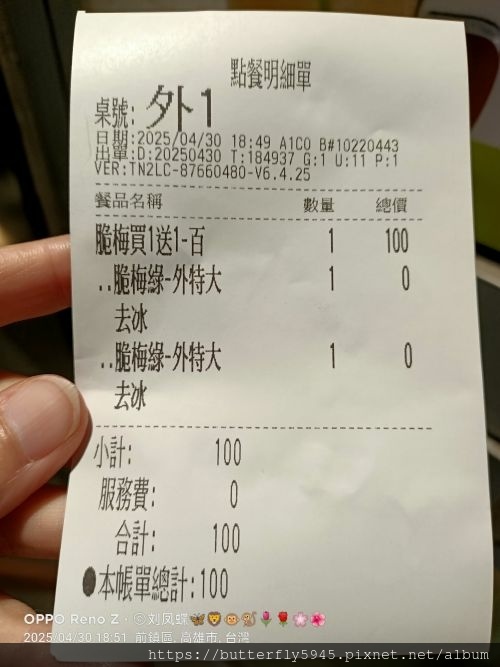 點餐明細單
桌號: 外1
日期:2025/04/30 18:49 A1C0 B#10220443
出單:D:20250430 T:184937 G:1 U:11 P:1
VER:TN2LC-87660480-V6.4.25
餐品名稱 數量 總價
脆梅買1送1-百 1 100
..脆梅綠-外特大 1 0
去冰
..脆梅綠-外特大 1 0
去冰
小計: 100
服務費: 0
合計: 100
●本帳單總計:100
OPPO Reno Z · ©刘凤蝶🦋🦁🐵🐒🌷🌹🌸🌺
2025/04/30 18:51 前鎮區, 高雄市, 台灣
https://butterfly5945.pixnet.net/album